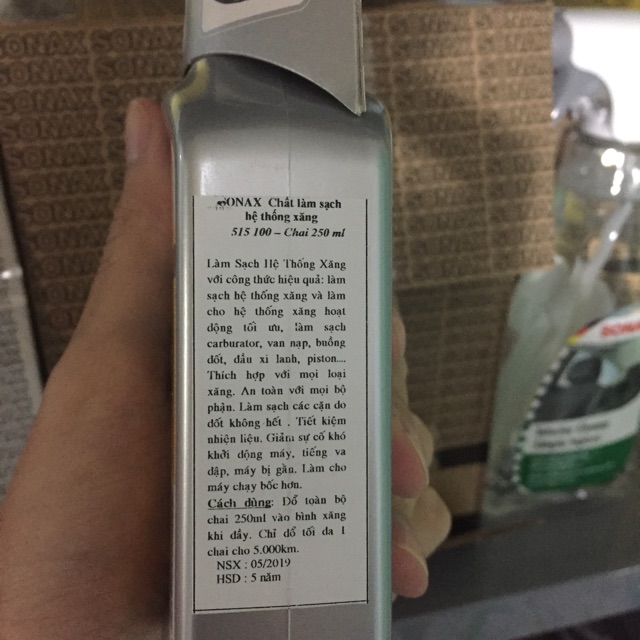 SONAX Chất làm sạch
hệ thống xăng
515 100 – Chai 250 ml
Làm Sạch Hệ Thống Xăng
với công thức hiệu quả: làm
sạch hệ thống xăng và làm
cho hệ thống xăng hoạt
động tối ưu, làm sạch
carburator, van nạp, buồng
đốt, đầu xi lanh, piston....
Thích hợp với mọi loại
xăng. An toàn với mọi bộ
phận. Làm sạch các cặn do
đốt không hết . Tiết kiệm
nhiện liệu. Giảm sự cố khó
khởi động máy, tiếng va
đập, máy bị gằn. Làm cho
máy chạy bốc hơn.
Cách dùng: Đổ toàn bộ
chai 250ml vào bình xăng
khi đầy. Chỉ đổ tối đa 1
chai cho 5,000km.
NSX : 05/2019
HSD : 5 năm
SONAX